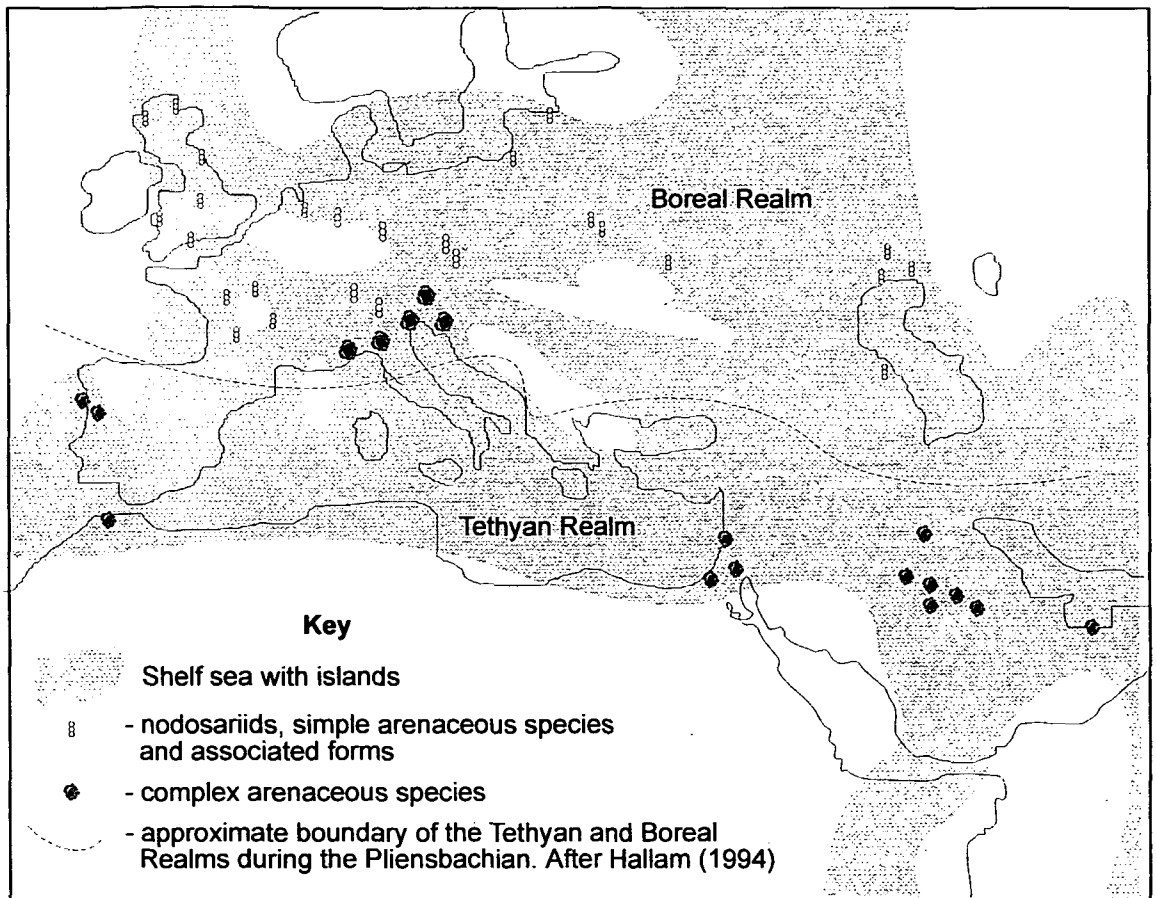 Boreal Realm
Tethyan Realm
Key
Shelf sea with islands
- nodosariids, simple arenaceous species
and associated forms
- complex arenaceous species
- approximate boundary of the Tethyan and Boreal
Realms during the Pliensbachian. After Hallam (1994)